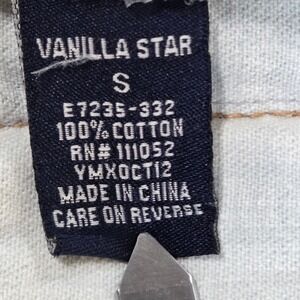 VANILLA STAR
S
E7235-332
100% COTTON
RN# 111052
YMXOCT12
MADE IN CHINA
CARE ON REVERSE